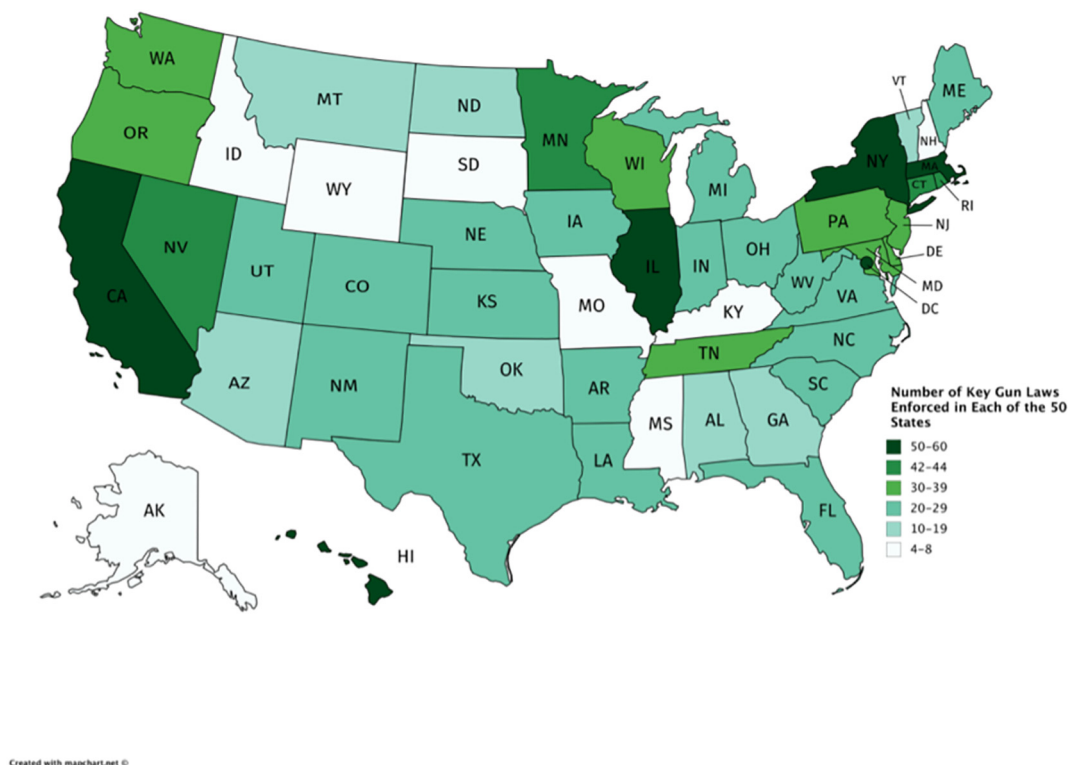 WA
OR
CA
NV
ID
MT
WY
UT
AZ
CO
NM
ND
SD
NE
KS
OK
TX
MN
IA
MO
AR
LA
WI
IL
MI
IN
OH
KY
TN
MS
AL
GA
FL
SC
NC
VA
WV
PA
NY
VT
NH
ME
MA
CT
RI
NJ
DE
MD
DC
AK
HI
Number of Key Gun Laws
Enforced in Each of the 50
States
50-60
42-44
30-39
20-29
10-19
4-8
Created with mapchart.net ©